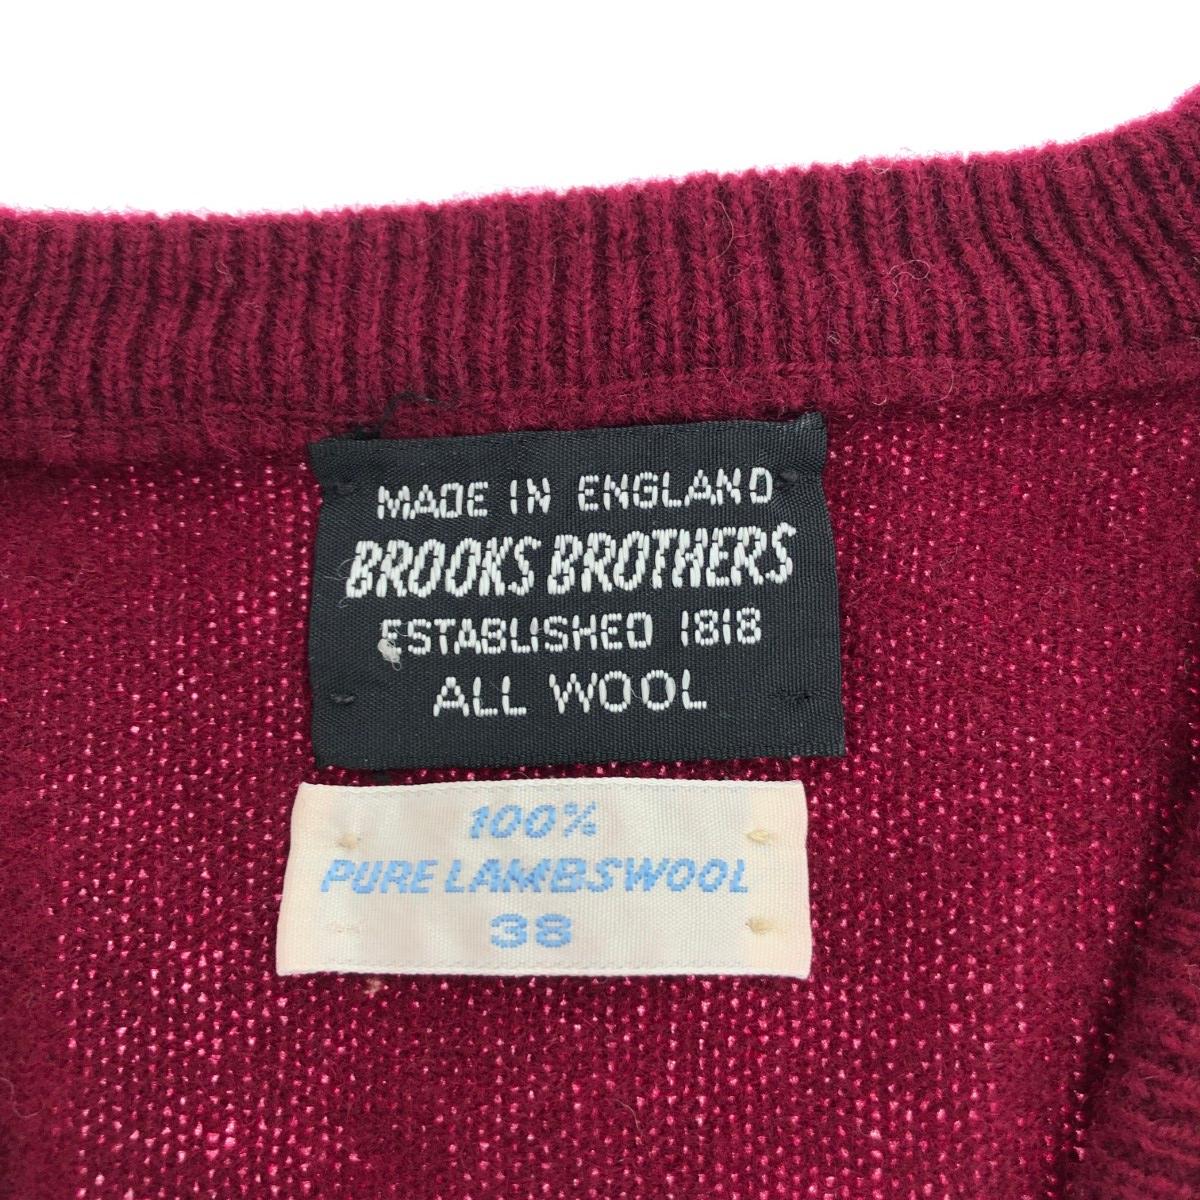 MADE IN ENGLAND
BROOKS BROTHERS
ESTABLISHED 1818
ALL WOOL
100%
PURE LAMBSWOOL
38